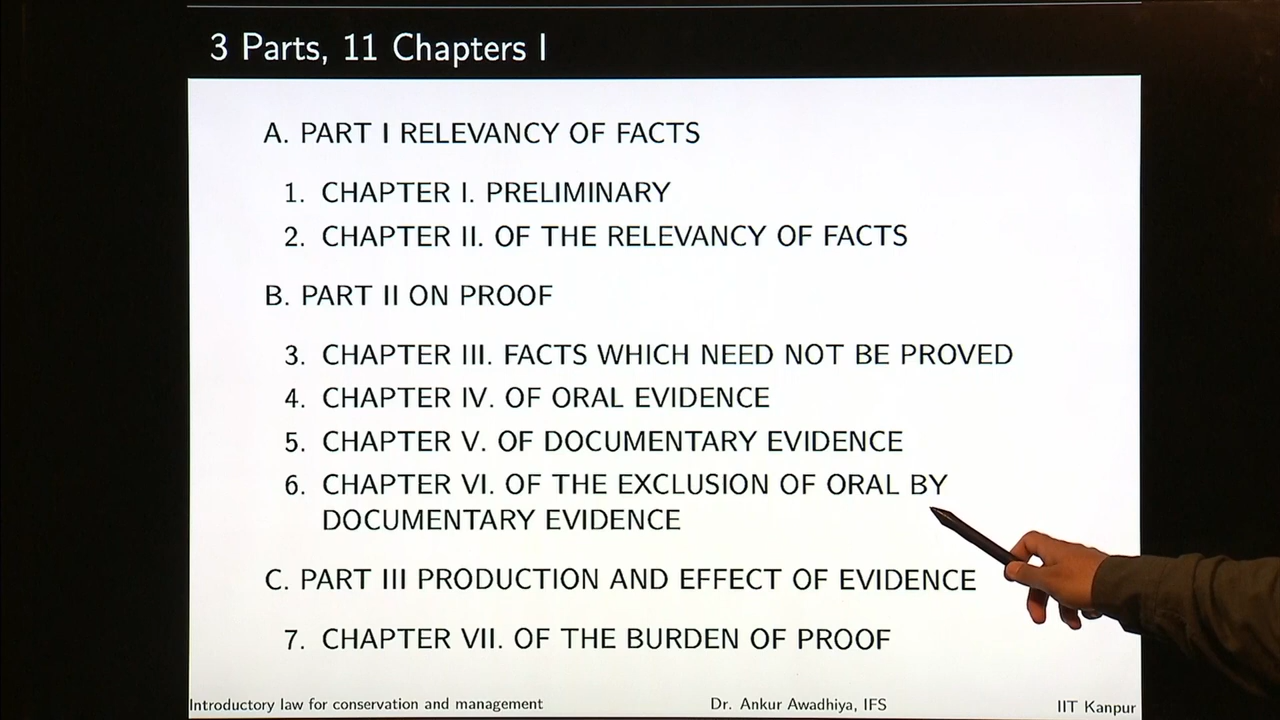 3 Parts, 11 Chapters I
A. PART I RELEVANCY OF FACTS
1. CHAPTER I. PRELIMINARY
2. CHAPTER II. OF THE RELEVANCY OF FACTS
B. PART II ON PROOF
3. CHAPTER III. FACTS WHICH NEED NOT BE PROVED
4. CHAPTER IV. OF ORAL EVIDENCE
5. CHAPTER V. OF DOCUMENTARY EVIDENCE
6. CHAPTER VI. OF THE EXCLUSION OF ORAL BY
DOCUMENTARY EVIDENCE
C. PART III PRODUCTION AND EFFECT OF EVIDENCE
7. CHAPTER VII. OF THE BURDEN OF PROOF
Introductory law for conservation and management Dr. Ankur Awadhiya, IFS IIT Kanpur